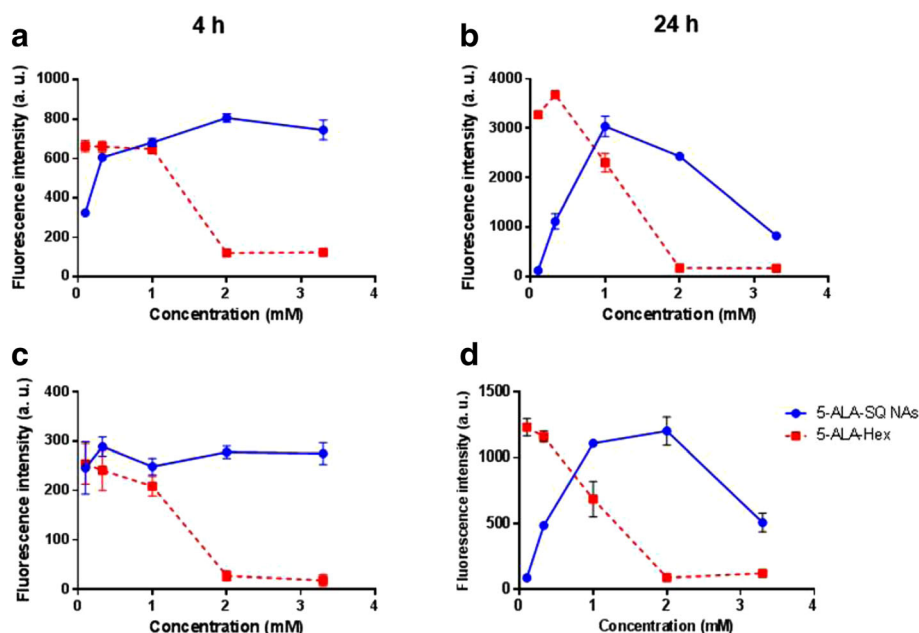 a
4 h
Fluorescence intensity (a. u.)
1000
800
600
400
200
0
0
1
2
3
4
Concentration (mM)
b
24 h
Fluorescence intensity (a. u.)
4000
3000
2000
1000
0
0
1
2
3
4
Concentration (mM)
c
Fluorescence intensity (a. u.)
400
300
200
100
0
0
1
2
3
4
Concentration (mM)
d
Fluorescence intensity (a. u.)
1500
1000
500
0
0
1
2
3
4
Concentration (mM)
5-ALA-SQ NAs
5-ALA-Hex